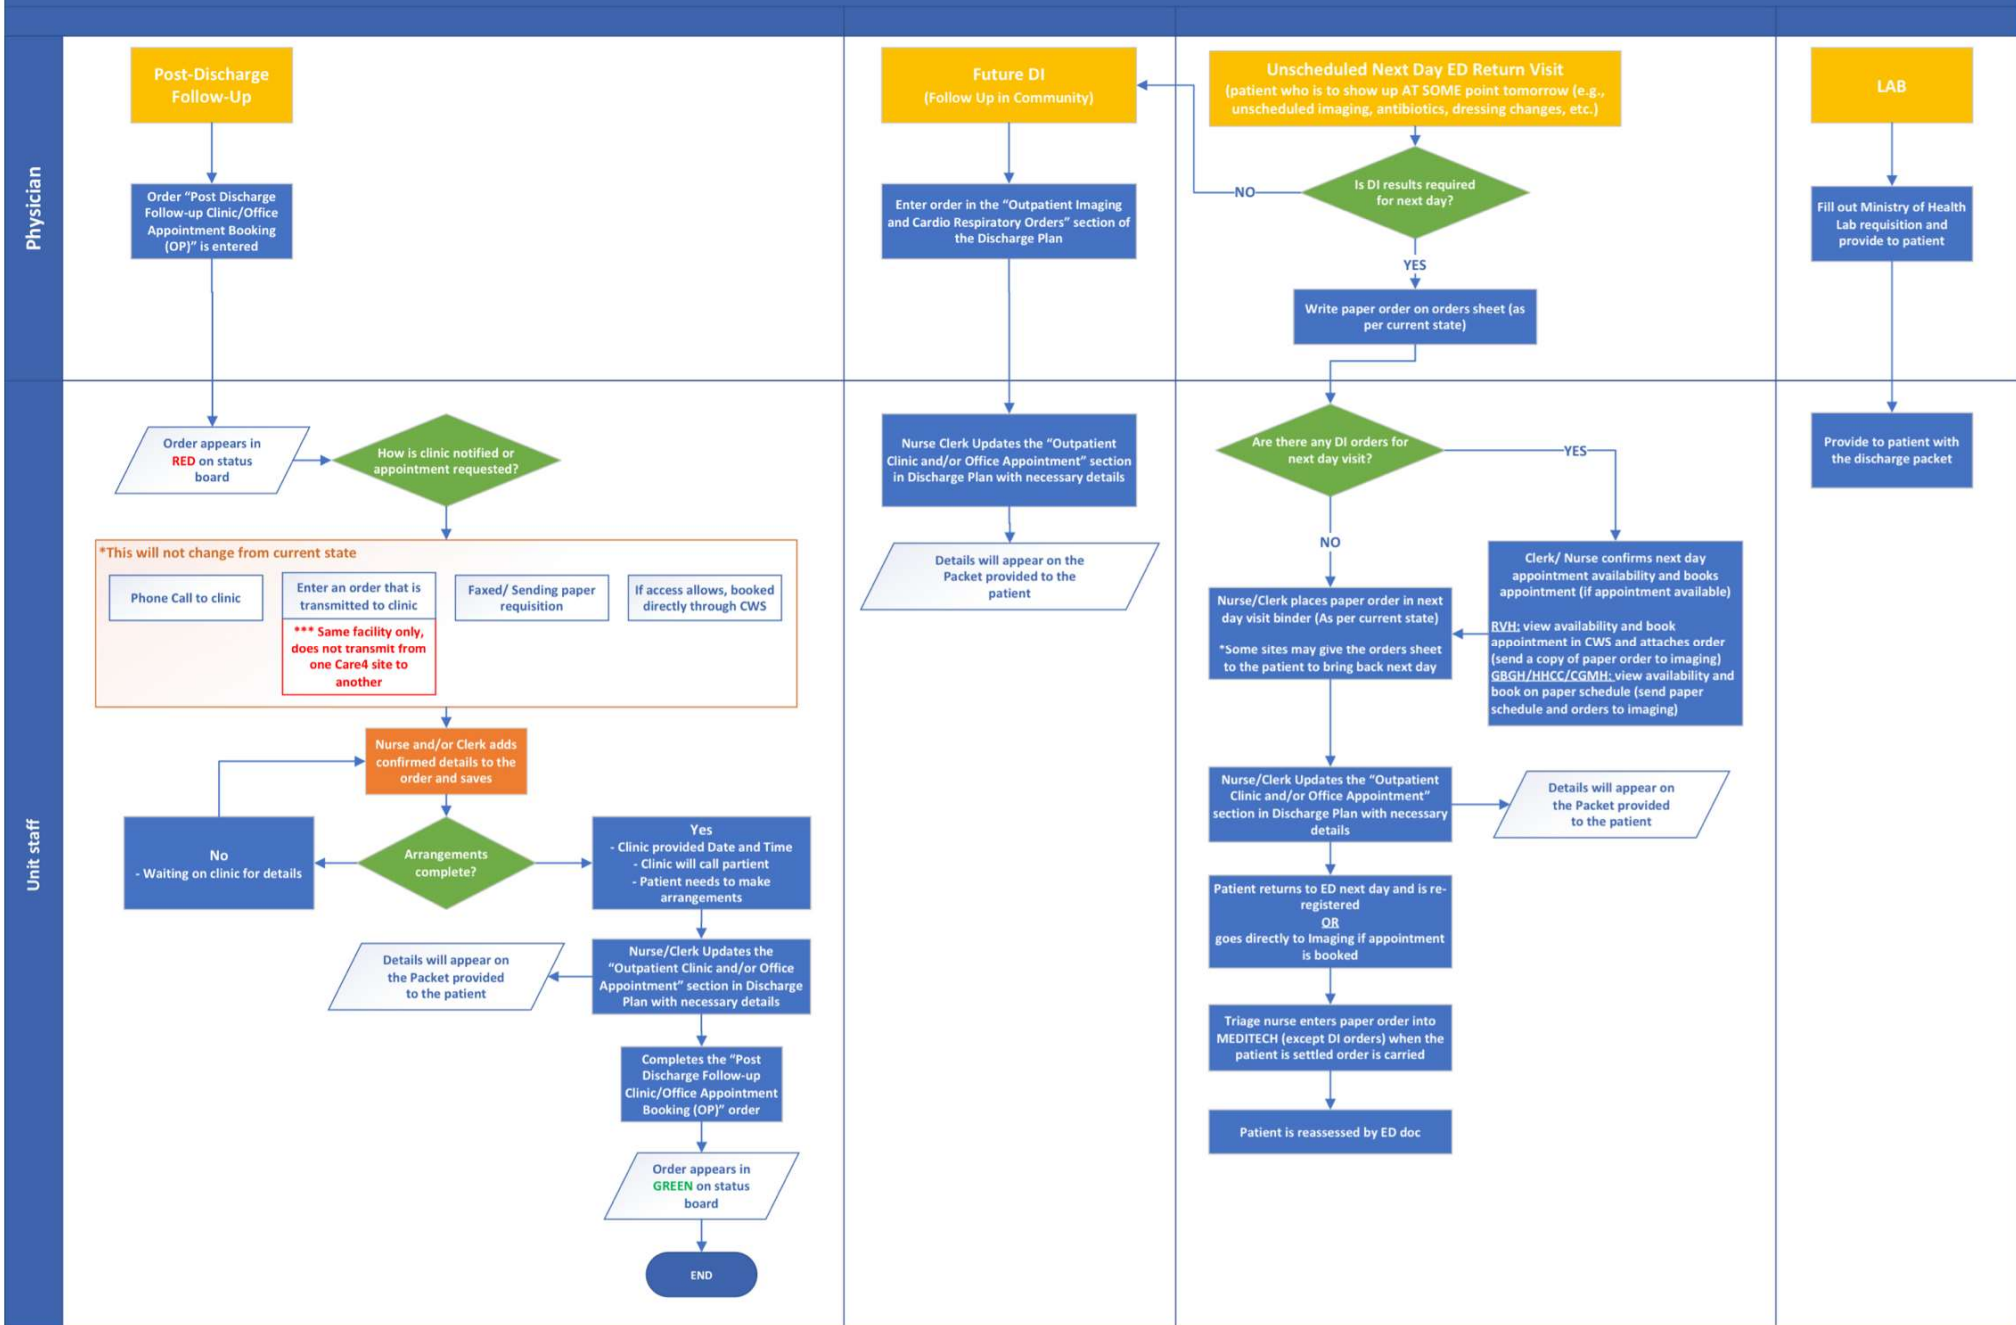 Physician
Post-Discharge
Follow-Up
Order “Post Discharge
Follow-up Clinic/Office
Appointment Booking
(OP)” is entered
Future DI
(Follow Up in Community)
Enter order in the “Outpatient Imaging
and Cardio Respiratory Orders” section of
the Discharge Plan
Unscheduled Next Day ED Return Visit
(patient who is to show up AT SOME point tomorrow (e.g.,
unscheduled imaging, antibiotics, dressing changes, etc.)
Is DI results required
for next day?
NO
YES
Write paper order on orders sheet (as
per current state)
LAB
Fill out Ministry of Health
Lab requisition and
provide to patient
Unit staff
Order appears in
RED on status
board
How is clinic notified or
appointment requested?
*This will not change from current state
Phone Call to clinic
Enter an order that is
transmitted to clinic
*** Same facility only,
does not transmit from
one Care4 site to
another
Faxed/ Sending paper
requisition
If access allows, booked
directly through CWS
Nurse and/or Clerk adds
confirmed details to the
order and saves
Arrangements
complete?
No
- Waiting on clinic for details
Yes
- Clinic provided Date and Time
- Clinic will call partient
- Patient needs to make
arrangements
Nurse/Clerk Updates the
“Outpatient Clinic and/or Office
Appointment” section in Discharge
Plan with necessary details
Details will appear on
the Packet provided
to the patient
Completes the “Post
Discharge Follow-up
Clinic/Office Appointment
Booking (OP)” order
Order appears in
GREEN on status
board
END
Nurse Clerk Updates the “Outpatient
Clinic and/or Office Appointment” section
in Discharge Plan with necessary details
Details will appear on the
Packet provided to the
patient
Are there any DI orders for
next day visit?
YES
NO
Clerk/ Nurse confirms next day
appointment availability and books
appointment (if appointment available)
RVH: view availability and book
appointment in CWS and attaches order
(send a copy of paper order to imaging)
GBGH/HHCC/CGMH: view availability and
book on paper schedule (send paper
schedule and orders to imaging)
Nurse/Clerk places paper order in next
day visit binder (As per current state)
*Some sites may give the orders sheet
to the patient to bring back next day
Nurse/Clerk Updates the “Outpatient
Clinic and/or Office Appointment”
section in Discharge Plan with necessary
details
Details will appear on
the Packet provided
to the patient
Patient returns to ED next day and is re-
registered
OR
goes directly to Imaging if appointment
is booked
Triage nurse enters paper order into
MEDITECH (except DI orders) when the
patient is settled order is carried
Patient is reassessed by ED doc
Provide to patient with
the discharge packet